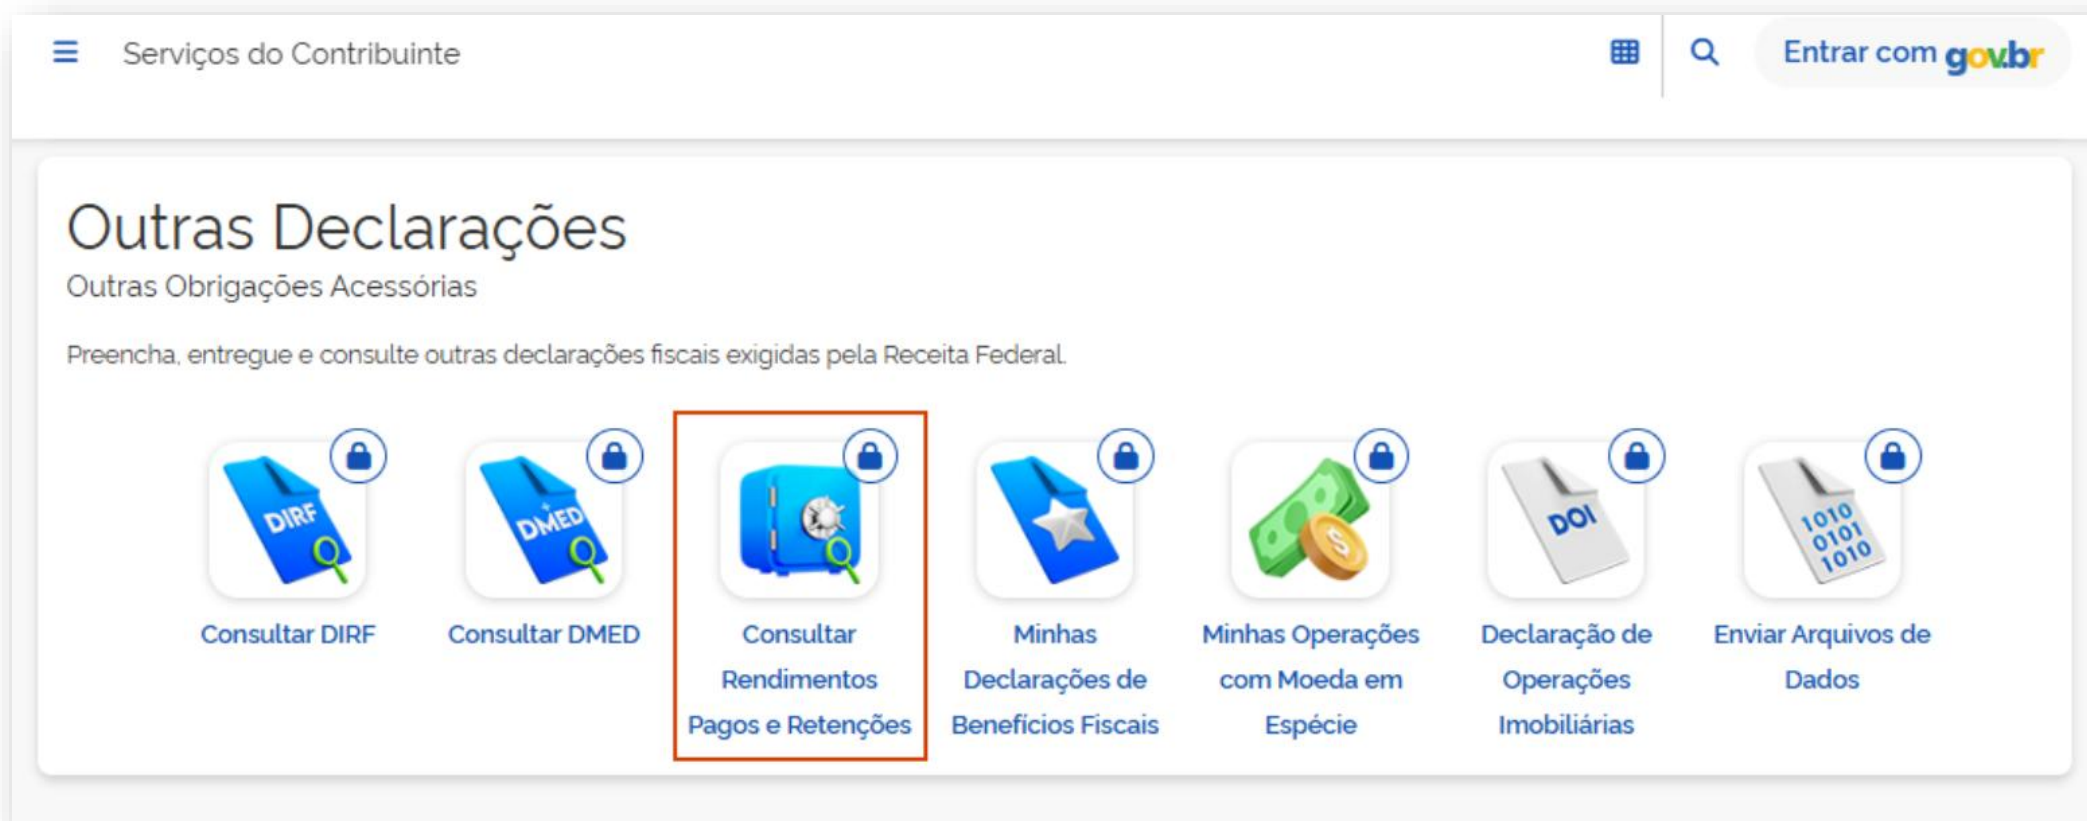 Serviços do Contribuinte
Entrar com gov.br
Outras Declarações
Outras Obrigações Acessórias
Preencha, entregue e consulte outras declarações fiscais exigidas pela Receita Federal.
DIRF
Consultar DIRF
DMED
Consultar DMED
Consultar
Rendimentos
Pagos e Retenções
Minhas
Declarações de
Benefícios Fiscais
$
Minhas Operações
com Moeda em
Espécie
DOI
Declaração de
Operações
Imobiliárias
1010
0101
1010
Enviar Arquivos de
Dados